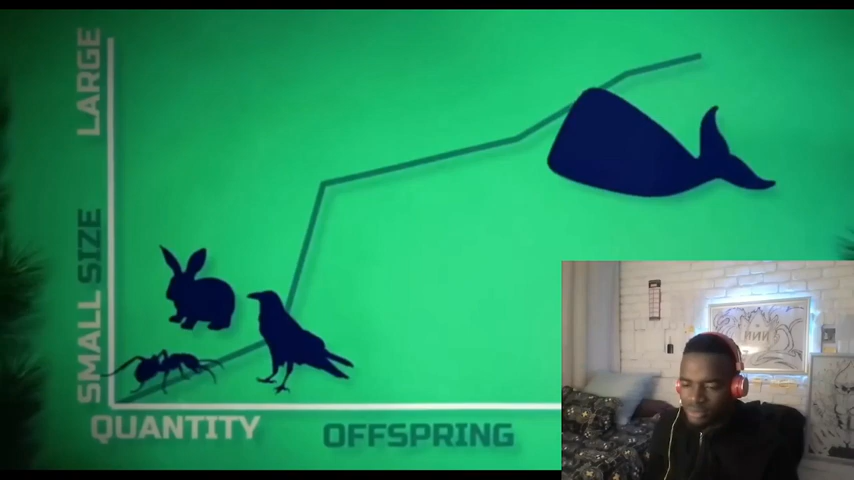 LARGE
SIZE
SMALL
QUANTITY
OFFSPRING